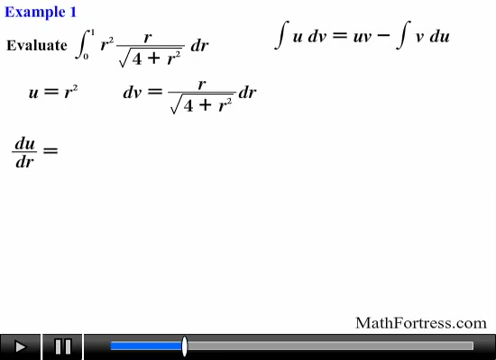 Example 1
Evaluate ∫₀¹ r² r/√(4 + r²) dr
∫ u dv = uv − ∫ v du
u = r²
dv = r/√(4 + r²) dr
du/dr =
MathFortress.com